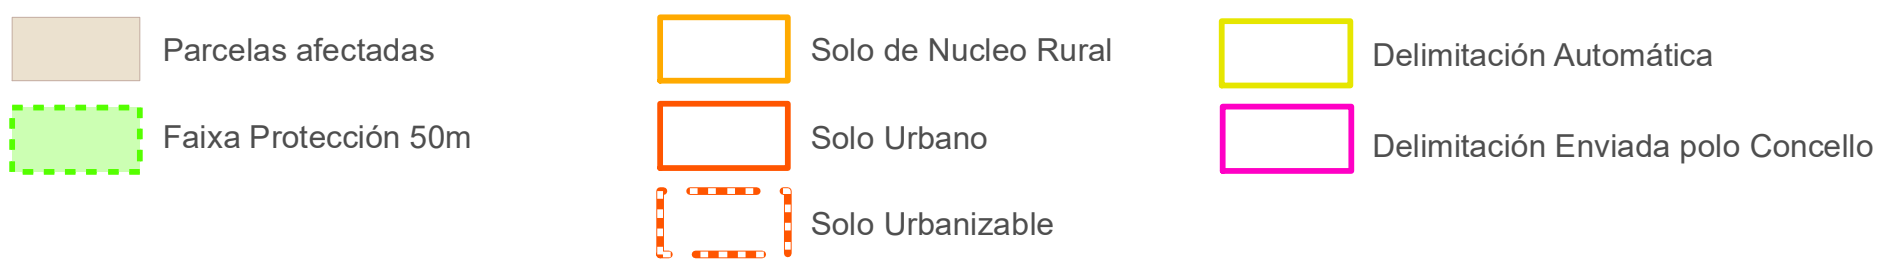 Parcelas afectadas
Faixa Protección 50m
Solo de Nucleo Rural
Solo Urbano
Solo Urbanizable
Delimitación Automática
Delimitación Enviada polo Concello